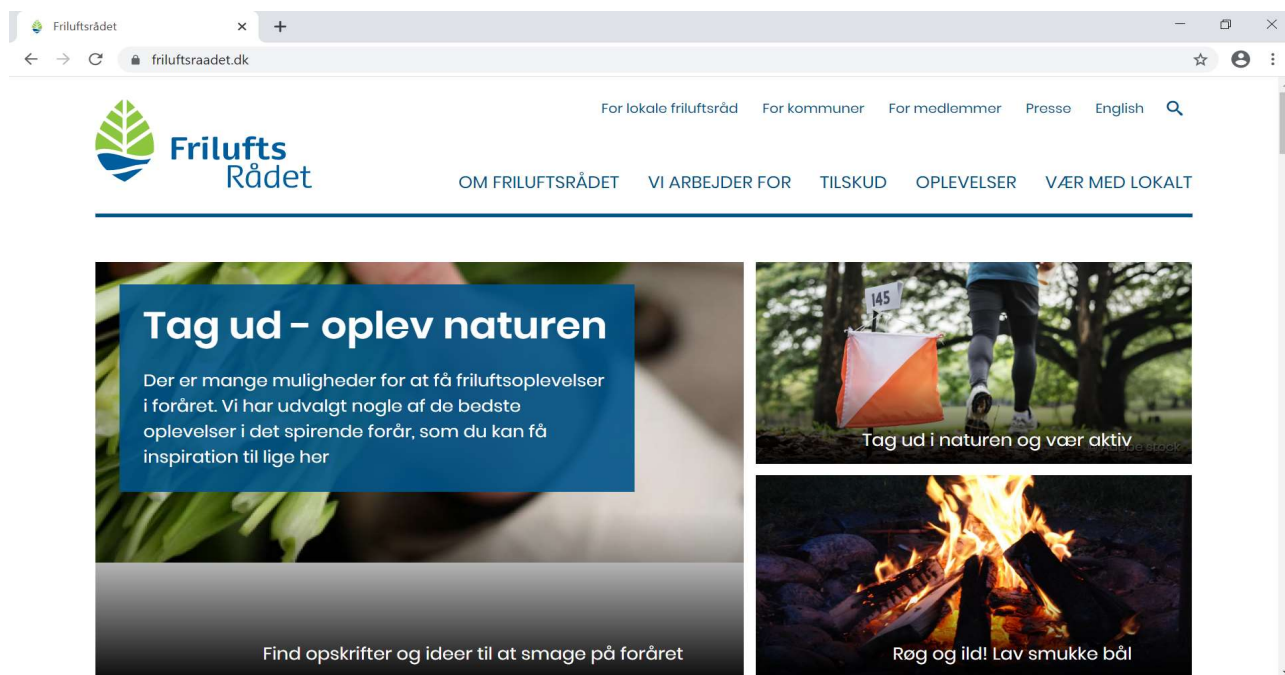 Friluftsrådet
friluftsraadet.dk
For lokale friluftsråd For kommuner For medlemmer Presse English
Frilufts
Rådet
OM FRILUFTSRÅDET VI ARBEJDER FOR TILSKUD OPLEVELSER VÆR MED LOKALT
Tag ud - oplev naturen
Der er mange muligheder for at få friluftsoplevelser
i foråret. Vi har udvalgt nogle af de bedste
oplevelser i det spirende forår, som du kan få
inspiration til lige her
Find opskrifter og ideer til at smage på foråret
145
Tag ud i naturen og vær aktiv
Røg og ild! Lav smukke bål